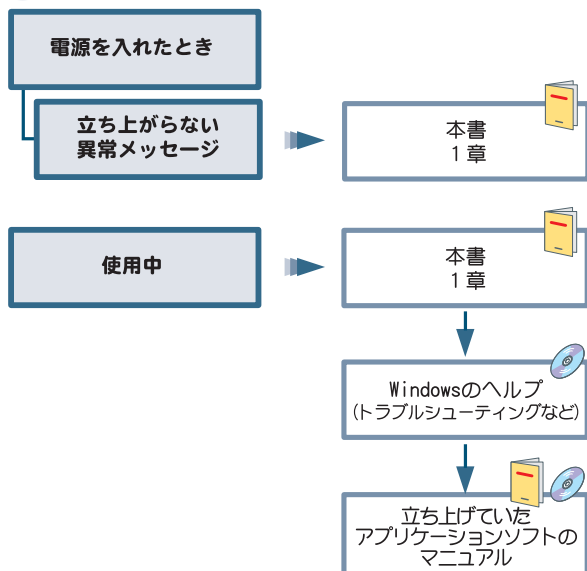 電源を入れたとき
立ち上がらない
異常メッセージ
本書
1章
使用中
本書
1章
Windowsのヘルプ
(トラブルシューティングなど)
立ち上げていた
アプリケーションソフトの
マニュアル